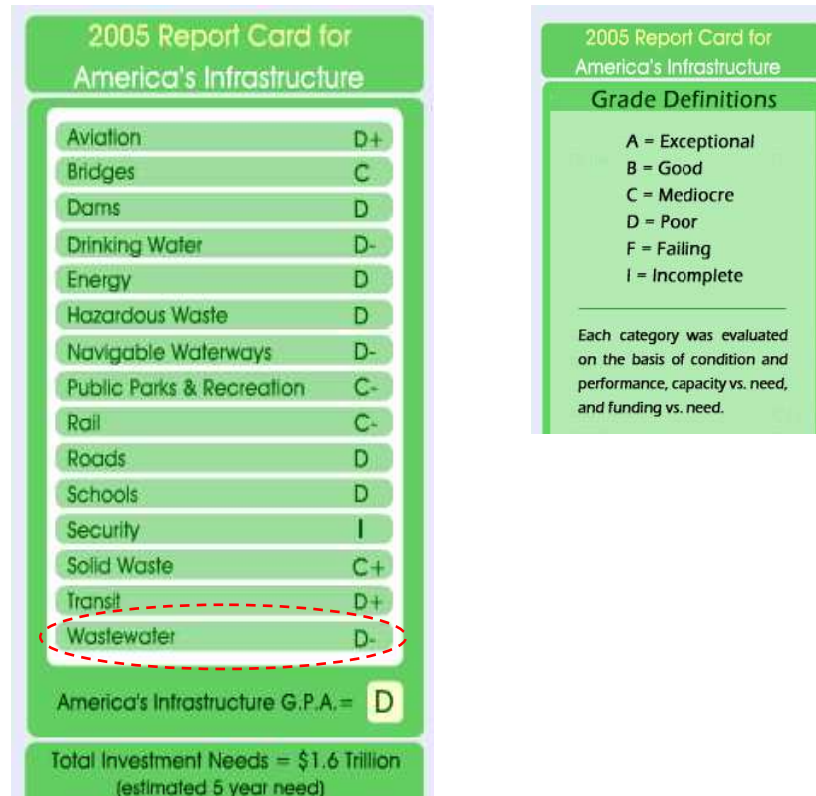 2005 Report Card for
America's Infrastructure
Aviation D+
Bridges C
Dams D
Drinking Water D-
Energy D
Hazardous Waste D
Navigable Waterways D-
Public Parks & Recreation C-
Rail C-
Roads D
Schools D
Security I
Solid Waste C+
Transit D+
Wastewater D-
America's Infrastructure G.P.A. = D
Total Investment Needs = $1.6 Trillion
(estimated 5 year need)
2005 Report Card for
America's Infrastructure
Grade Definitions
A = Exceptional
B = Good
C = Mediocre
D = Poor
F = Failing
I = Incomplete
Each category was evaluated
on the basis of condition and
performance, capacity vs. need,
and funding vs. need.